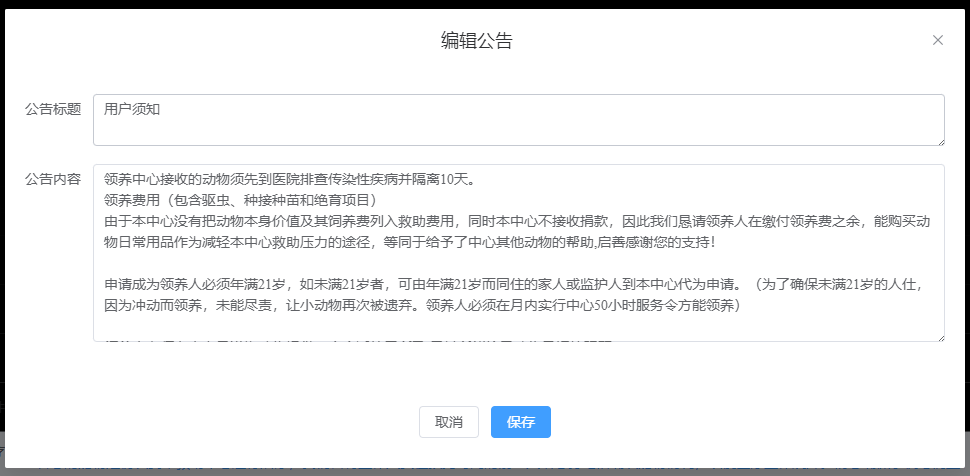 编辑公告
公告标题
用户须知
公告内容
领养中心接收的动物须先到医院排查传染性疾病并隔离10天。
领养费用（包含驱虫、种接种苗和绝育项目）
由于本中心没有把动物本身价值及其饲养费列入救助费用，同时本中心不接收捐款，因此我们恳请领养人在缴付领养费之余，能购买动
物日常用品作为减轻本中心救助压力的途径，等同于给予了中心其他动物的帮助,启善感谢您的支持！
申请成为领养人必须年满21岁，如未满21岁者，可由年满21岁而同住的家人或监护人到本中心代为申请。（为了确保未满21岁的人仕，
因为冲动而领养，未能尽责，让小动物再次被遗弃。领养人必须在月内实行中心50小时服务令方能领养）
取消
保存